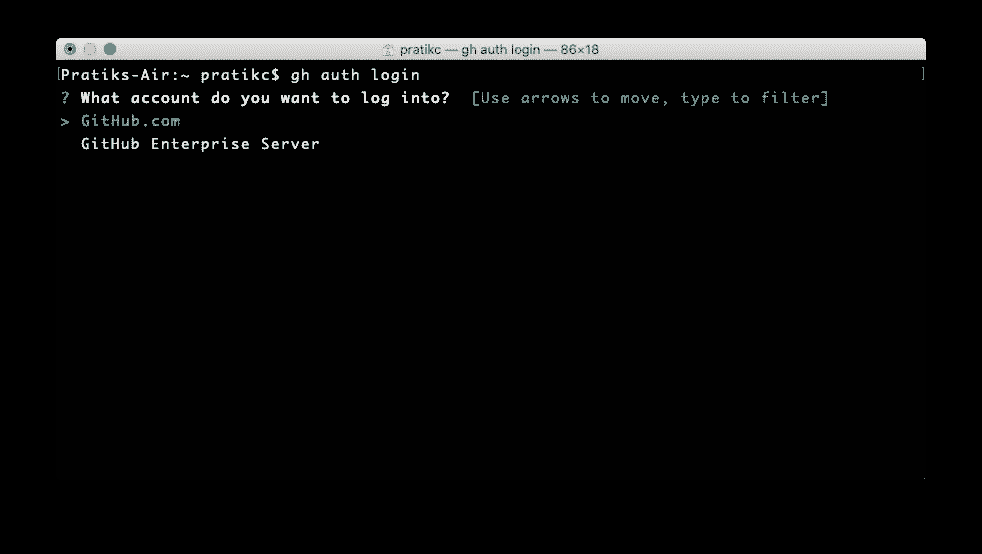 pratikc — gh auth login — 86×18
[Pratiks-Air:~ pratikc$ gh auth login ]
? What account do you want to log into?  [Use arrows to move, type to filter]
> GitHub.com
GitHub Enterprise Server